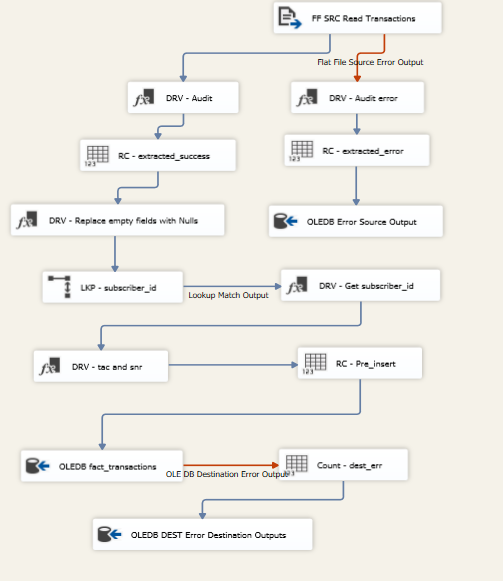 FF SRC Read Transactions
Flat File Source Error Output
DRV - Audit
DRV - Audit error
RC - extracted_success
RC - extracted_error
DRV - Replace empty fields with Nulls
OLEDB Error Source Output
LKP - subscriber_id
Lookup Match Output
DRV - Get subscriber_id
DRV - tac and snr
RC - Pre_insert
OLEDB fact_transactions
OLE DB Destination Error Output
Count - dest_err
OLEDB DEST Error Destination Outputs